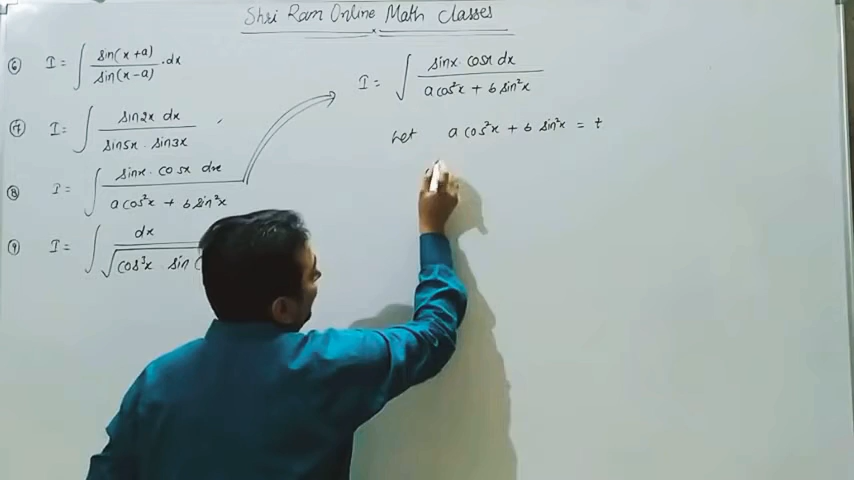 Shri Ram Online Math Classes
⑥ I = ∫ sin(x+a)/sin(x-a) . dx
⑦ I = ∫ sin2x dx / sin5x . sin3x
⑧ I = ∫ sinx . cosx dx / a cos²x + b sin²x
⑨ I = ∫ dx / √cos³x . sin (
I = ∫ sinx . cosx dx / a cos²x + b sin²x
Let a cos²x + b sin²x = t